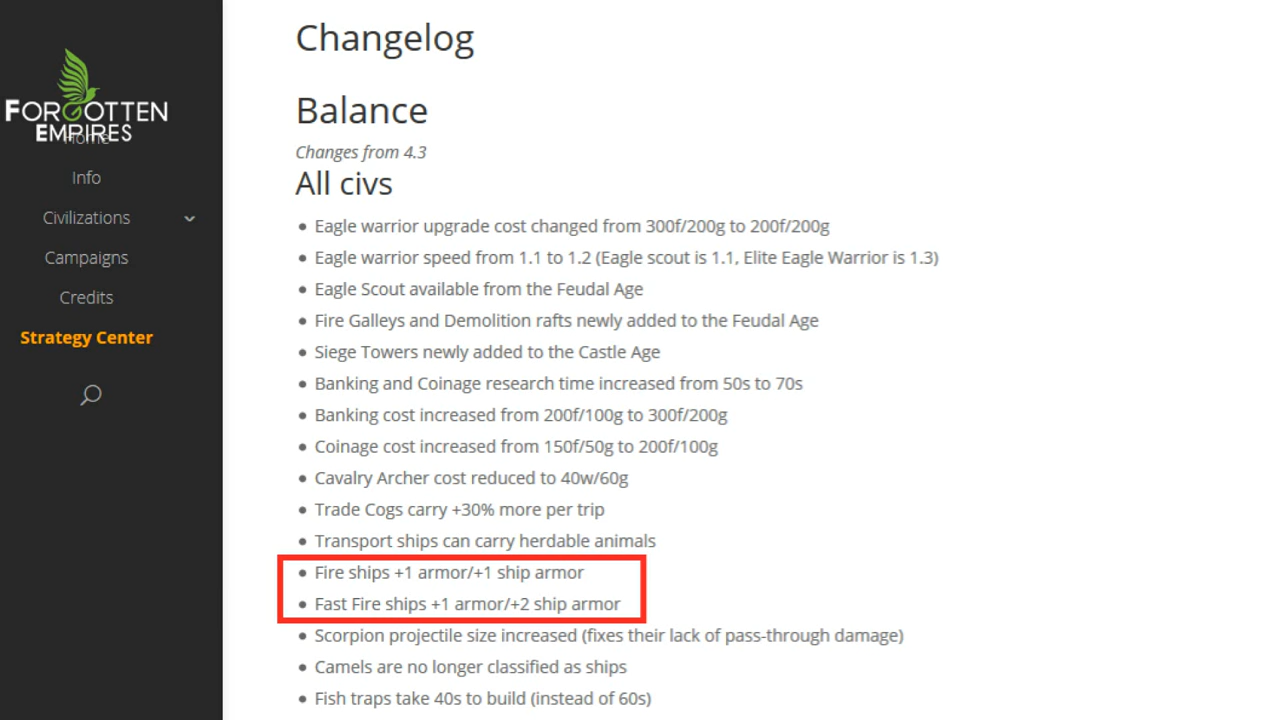 FORGOTTEN
EMPIRES
Home
Info
Civilizations
Campaigns
Credits
Strategy Center
Changelog
Balance
Changes from 4.3
All civs
• Eagle warrior upgrade cost changed from 300f/200g to 200f/200g
• Eagle warrior speed from 1.1 to 1.2 (Eagle scout is 1.1, Elite Eagle Warrior is 1.3)
• Eagle Scout available from the Feudal Age
• Fire Galleys and Demolition rafts newly added to the Feudal Age
• Siege Towers newly added to the Castle Age
• Banking and Coinage research time increased from 50s to 70s
• Banking cost increased from 200f/100g to 300f/200g
• Coinage cost increased from 150f/50g to 200f/100g
• Cavalry Archer cost reduced to 40w/60g
• Trade Cogs carry +30% more per trip
• Transport ships can carry herdable animals
• Fire ships +1 armor/+1 ship armor
• Fast Fire ships +1 armor/+2 ship armor
• Scorpion projectile size increased (fixes their lack of pass-through damage)
• Camels are no longer classified as ships
• Fish traps take 40s to build (instead of 60s)